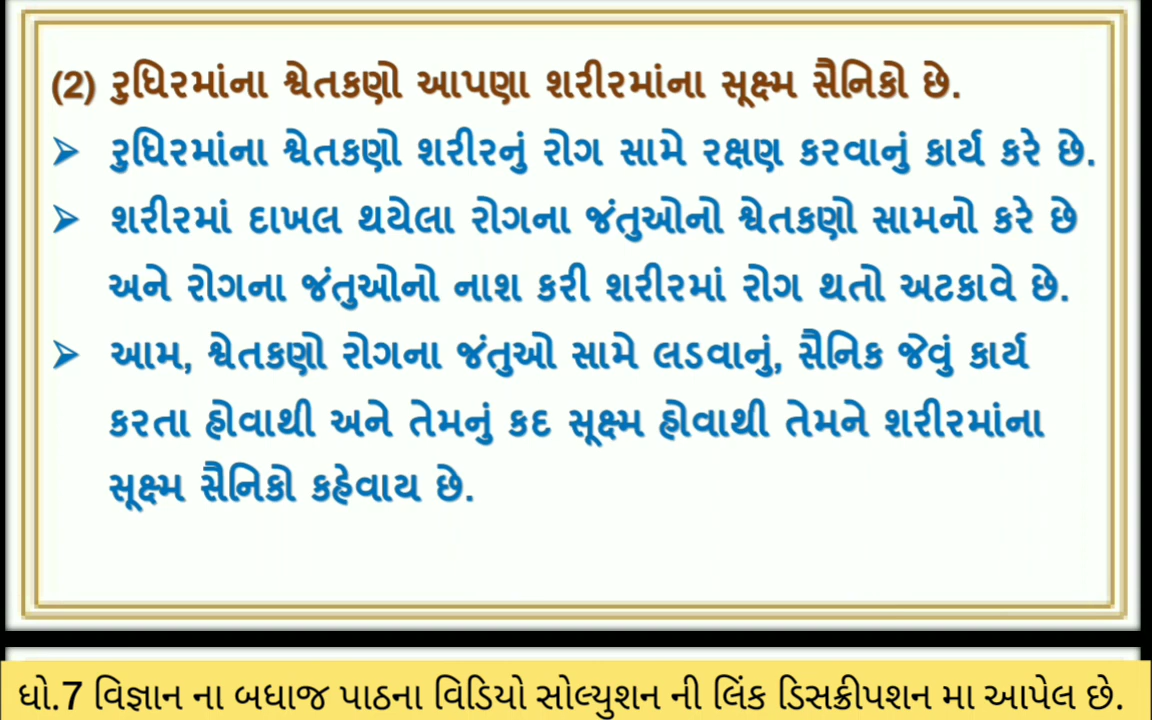 (2) રુધિરમાંના શ્વેતકણો આપણા શરીરમાંના સૂક્ષ્મ સૈનિકો છે.
➢ રુધિરમાંના શ્વેતકણો શરીરનું રોગ સામે રક્ષણ કરવાનું કાર્ય કરે છે.
➢ શરીરમાં દાખલ થયેલા રોગના જંતુઓનો શ્વેતકણો સામનો કરે છે
અને રોગના જંતુઓનો નાશ કરી શરીરમાં રોગ થતો અટકાવે છે.
➢ આમ, શ્વેતકણો રોગના જંતુઓ સામે લડવાનું, સૈનિક જેવું કાર્ય
કરતા હોવાથી અને તેમનું કદ સૂક્ષ્મ હોવાથી તેમને શરીરમાંના
સૂક્ષ્મ સૈનિકો કહેવાય છે.
ધો.7 વિજ્ઞાન ના બધાજ પાઠના વિડિયો સોલ્યુશન ની લિંક ડિસક્રીપશન મા આપેલ છે.